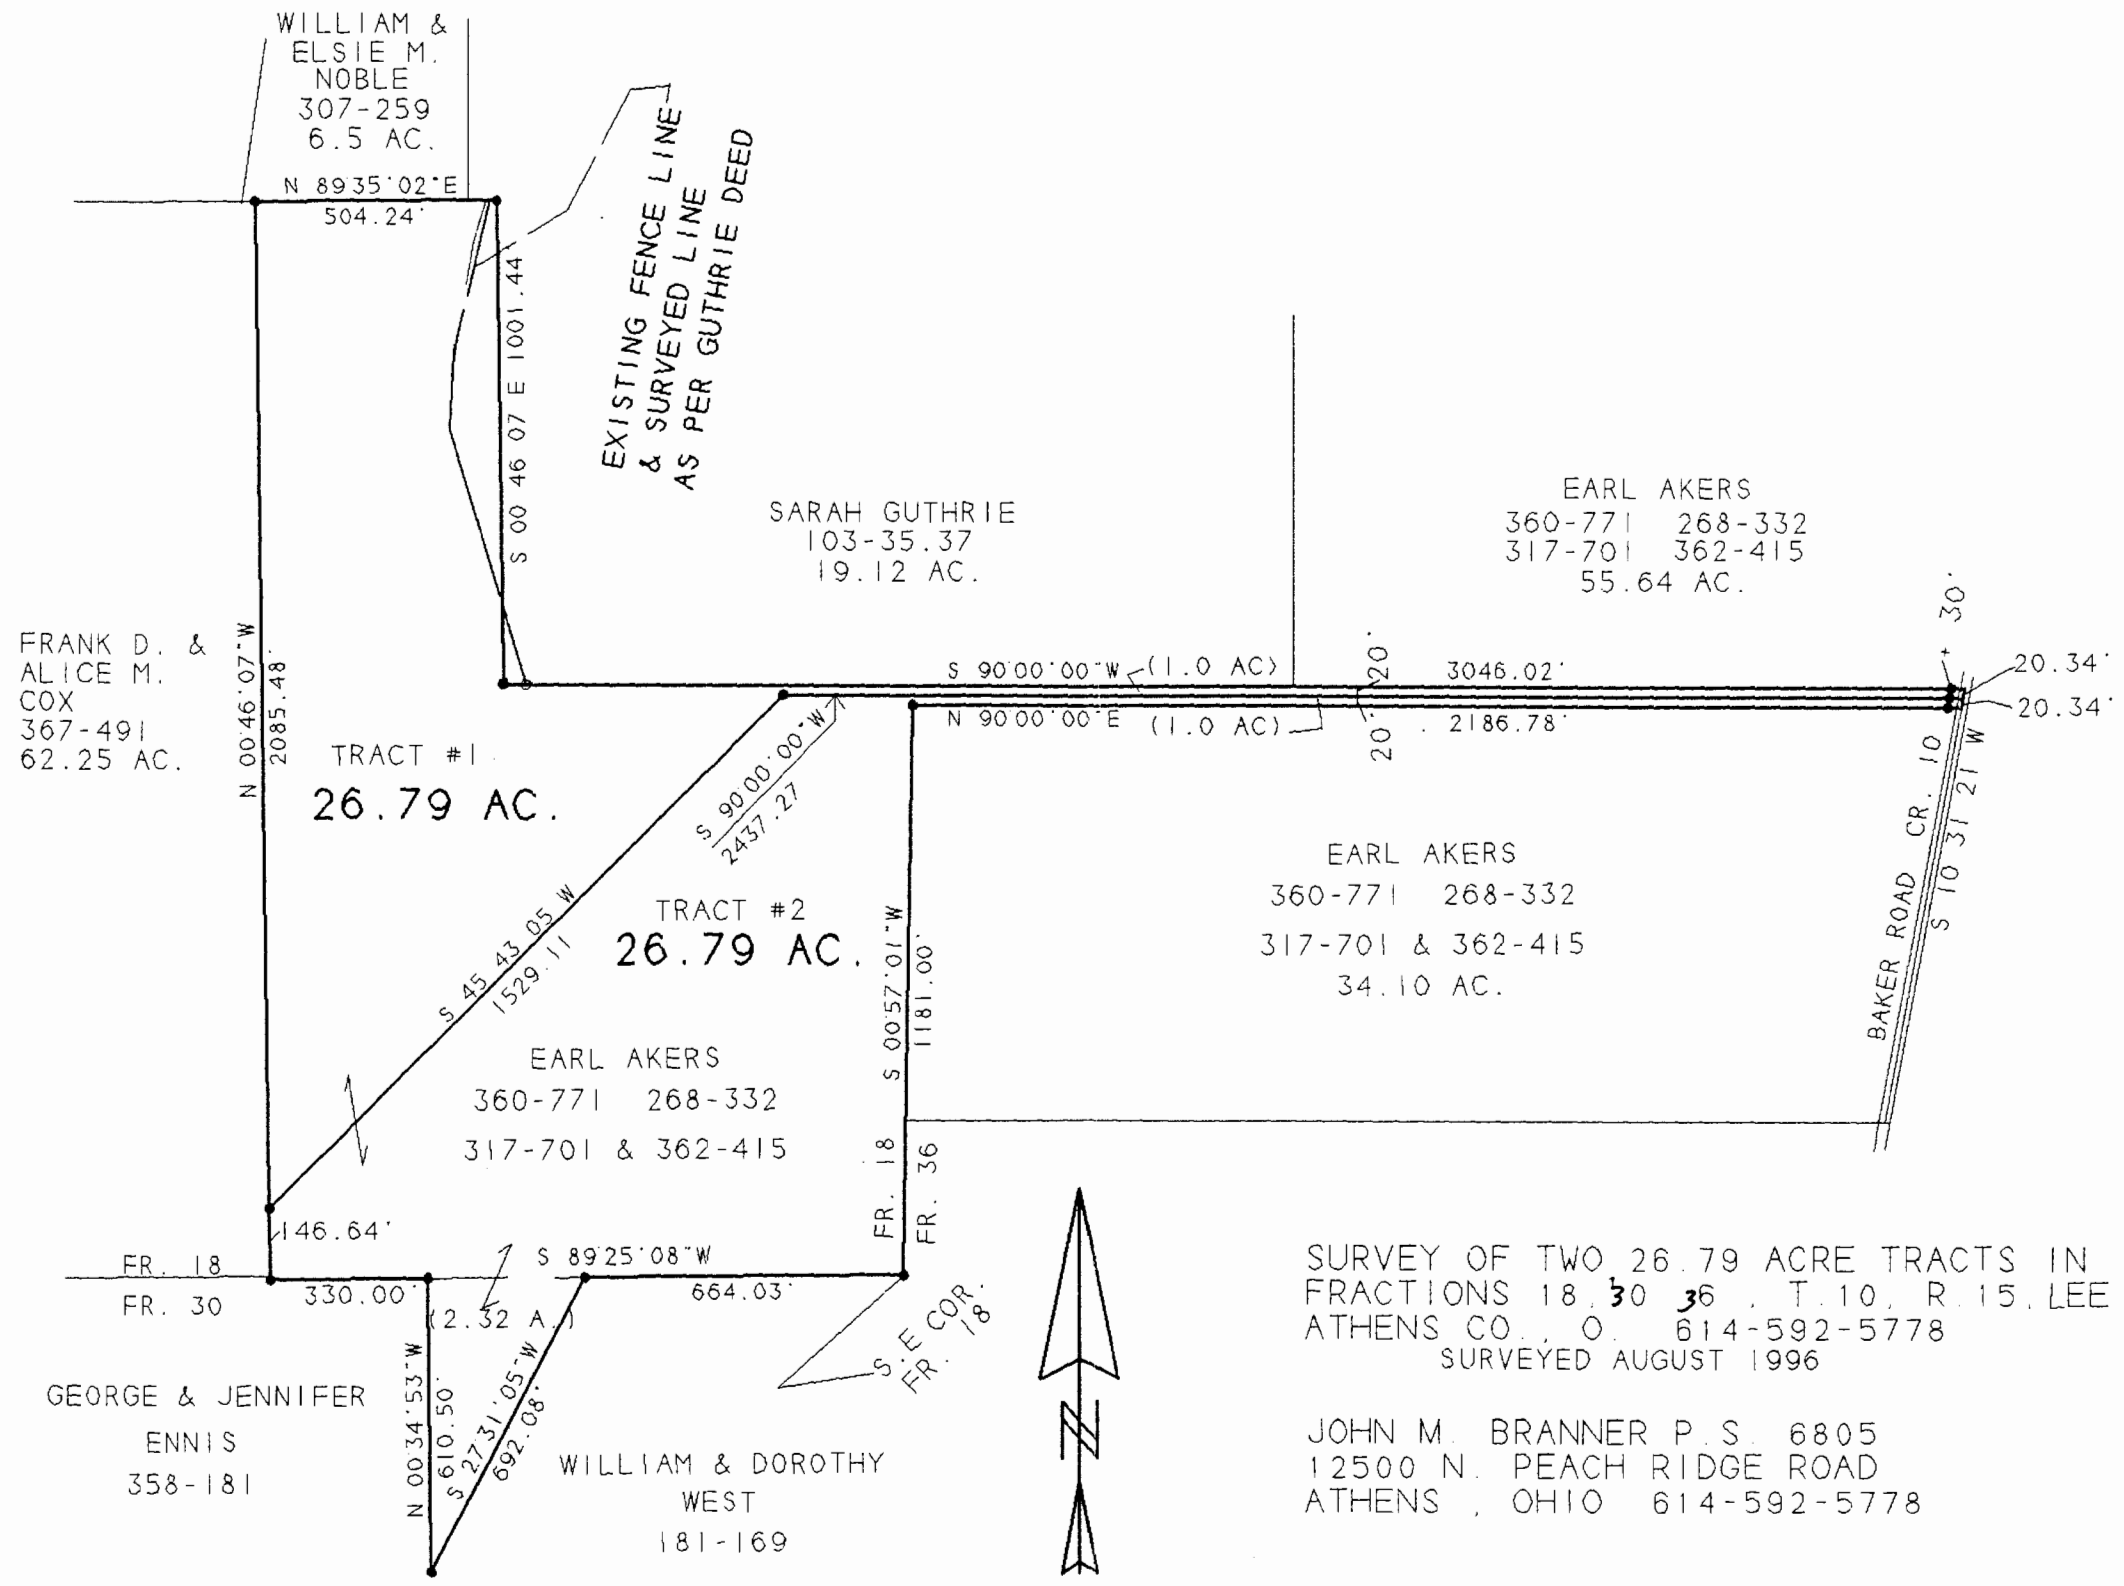 WILLIAM &
ELSIE M.
NOBLE
307-259
6.5 AC.
N 89°35'02"E
504.24'
EXISTING FENCE LINE
& SURVEYED LINE
AS PER GUTHRIE DEED
S 00 46 07 E 1001.44'
SARAH GUTHRIE
103-35.37
19.12 AC.
EARL AKERS
360-771 268-332
317-701 362-415
55.64 AC.
+ 30'
20.34'
20.34'
S 90°00'00"W (1.0 AC) 3046.02'
20'
20'
N 90°00'00"E (1.0 AC) 2186.78'
FRANK D. &
ALICE M.
COX
367-491
62.25 AC.
N 00°46'07"W
2085.48'
TRACT #1
26.79 AC.
S 90°00'00"W
2437.27
S 45 43 05 W
1529.11
TRACT #2
26.79 AC.
S 00°57'01"W
1181.00'
EARL AKERS
360-771 268-332
317-701 & 362-415
34.10 AC.
BAKER ROAD CR. 10
S 10 31 21 W
EARL AKERS
360-771 268-332
317-701 & 362-415
FR. 18
FR. 36
146.64'
FR. 18
FR. 30
330.00'
S 89°25'08"W
664.03'
(2.32 A.)
S.E COR.
FR. 18
N 00°34'53"W
610.50'
S 27°31'05"W
692.08'
GEORGE & JENNIFER
ENNIS
358-181
WILLIAM & DOROTHY
WEST
181-169
N
SURVEY OF TWO 26.79 ACRE TRACTS IN
FRACTIONS 18, 30 36 , T.10, R.15, LEE
ATHENS CO., O. 614-592-5778
SURVEYED AUGUST 1996
JOHN M. BRANNER P.S. 6805
12500 N. PEACH RIDGE ROAD
ATHENS , OHIO 614-592-5778